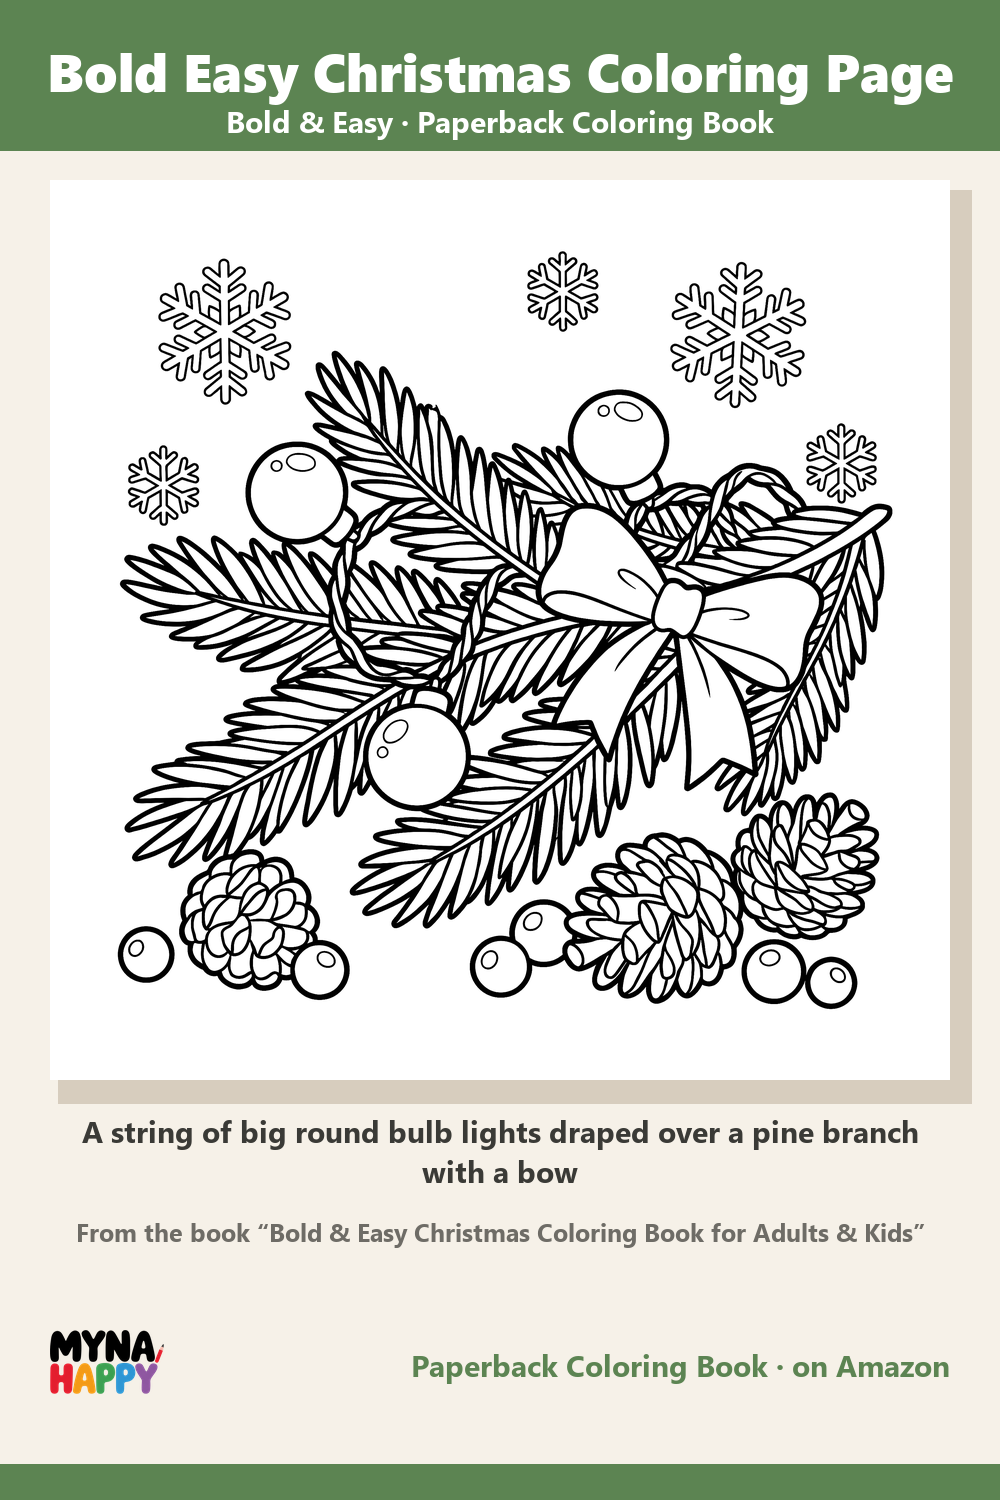 Bold Easy Christmas Coloring Page
Bold & Easy · Paperback Coloring Book
A string of big round bulb lights draped over a pine branch
with a bow
From the book “Bold & Easy Christmas Coloring Book for Adults & Kids”
MYNA
HAPPY
Paperback Coloring Book · on Amazon